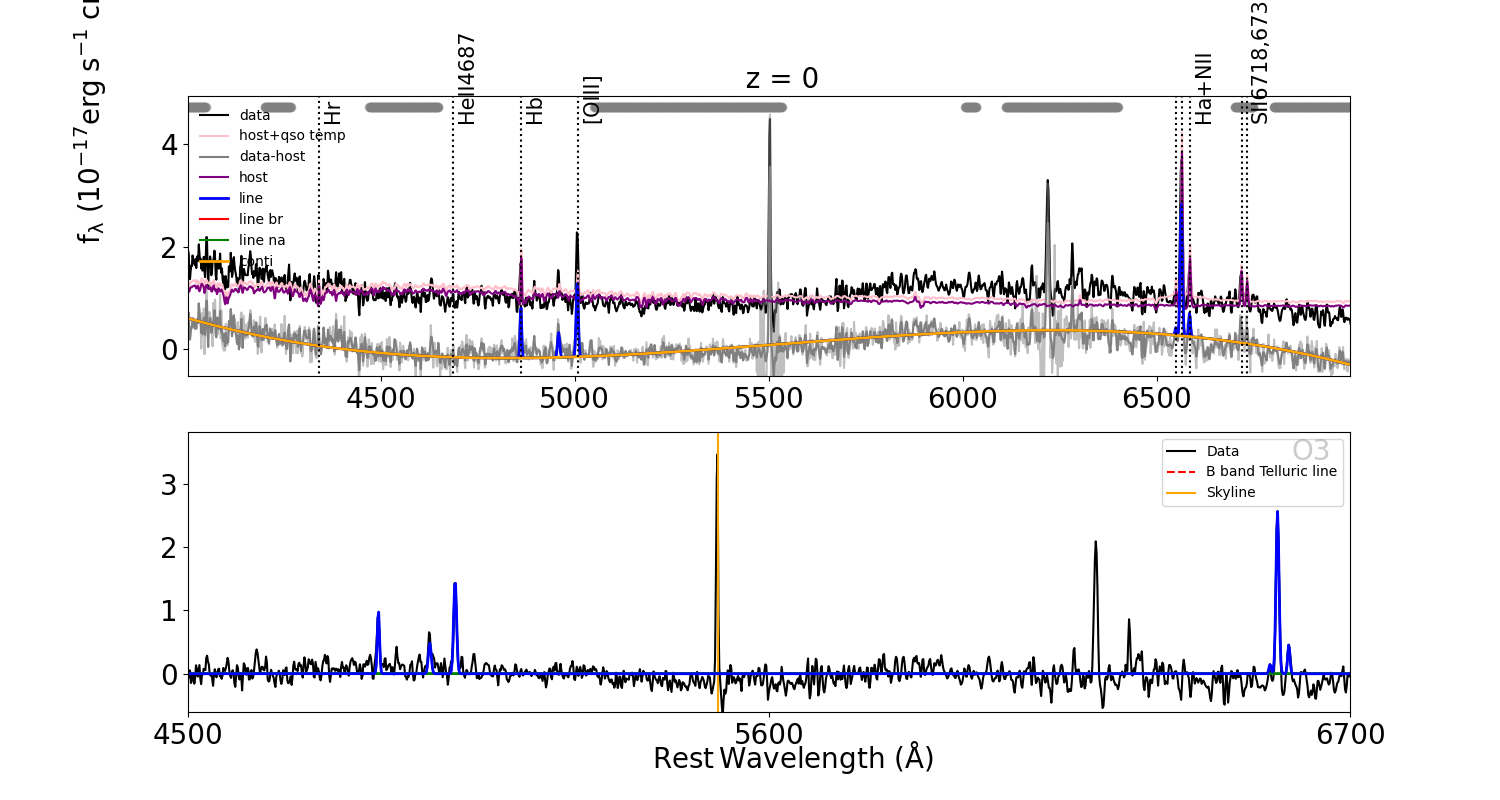 z = 0
fλ (10−17erg s−1 c
Hr
HeII4687
Hb
[OIII]
Ha+NII
SII6718,673
data
host+qso temp
data-host
host
line
line br
line na
conti
4
2
0
4500 5000 5500 6000 6500
O3
Data
B band Telluric line
Skyline
3
2
1
0
4500 5600 6700
Rest Wavelength (Å)